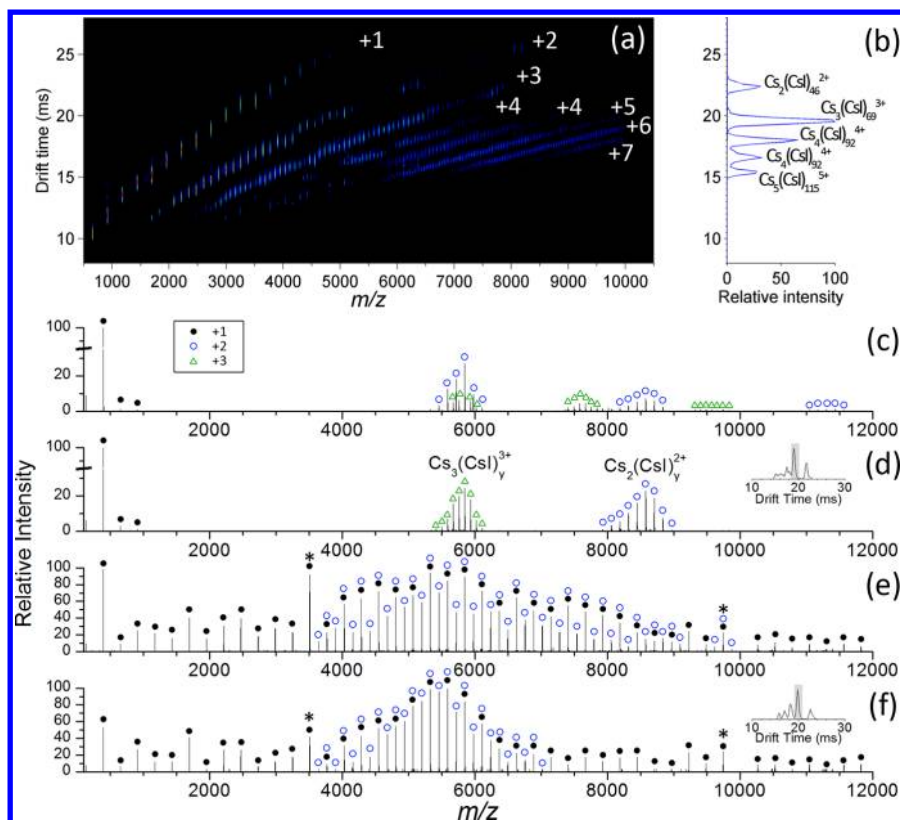 (a)
+1
+2
+3
+4 +4 +5
+6
+7
25
20
15
10
Drift time (ms)
1000 2000 3000 4000 5000 6000 7000 8000 9000 10000
m/z
(b)
25
20
15
10
Cs2(CsI)46 2+
Cs3(CsI)69 3+
Cs4(CsI)92 4+
Cs4(CsI)92 4+
Cs5(CsI)115 5+
0 50 100
Relative intensity
Relative Intensity
(c)
+1
+2
+3
100
20
0
2000 4000 6000 8000 10000 12000
(d)
Cs3(CsI)y 3+
Cs2(CsI)y 2+
100
20
0
10 20 30
Drift Time (ms)
2000 4000 6000 8000 10000 12000
(e)
* *
100
80
60
40
20
0
2000 4000 6000 8000 10000 12000
(f)
* *
100
80
60
40
20
0
10 20 30
Drift Time (ms)
2000 4000 6000 8000 10000 12000
m/z